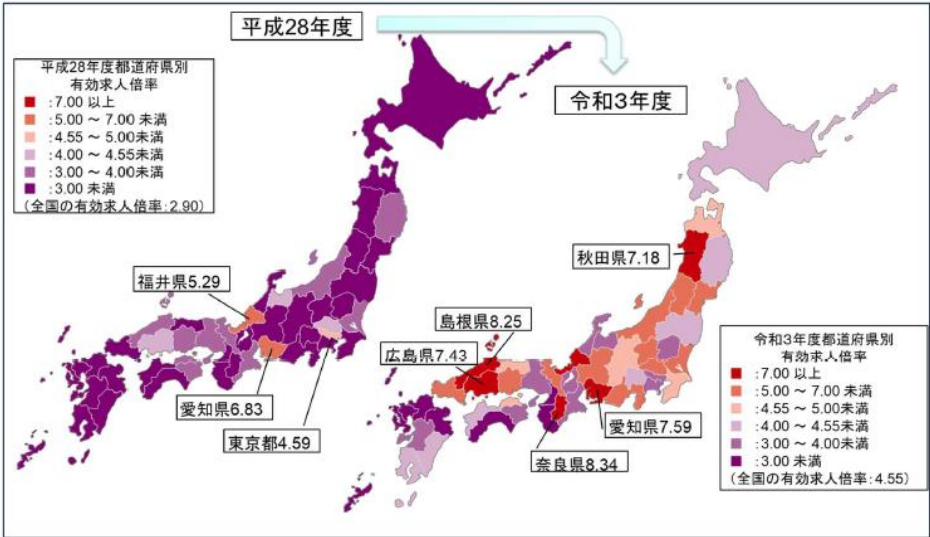 平成28年度
平成28年度都道府県別
有効求人倍率
:7.00 以上
:5.00 ～ 7.00 未満
:4.55 ～ 5.00未満
:4.00 ～ 4.55未満
:3.00 ～ 4.00未満
:3.00 未満
(全国の有効求人倍率:2.90)
福井県5.29
愛知県6.83
東京都4.59
令和3年度
秋田県7.18
島根県8.25
広島県7.43
愛知県7.59
奈良県8.34
令和3年度都道府県別
有効求人倍率
:7.00 以上
:5.00 ～ 7.00 未満
:4.55 ～ 5.00未満
:4.00 ～ 4.55未満
:3.00 ～ 4.00未満
:3.00 未満
(全国の有効求人倍率:4.55)